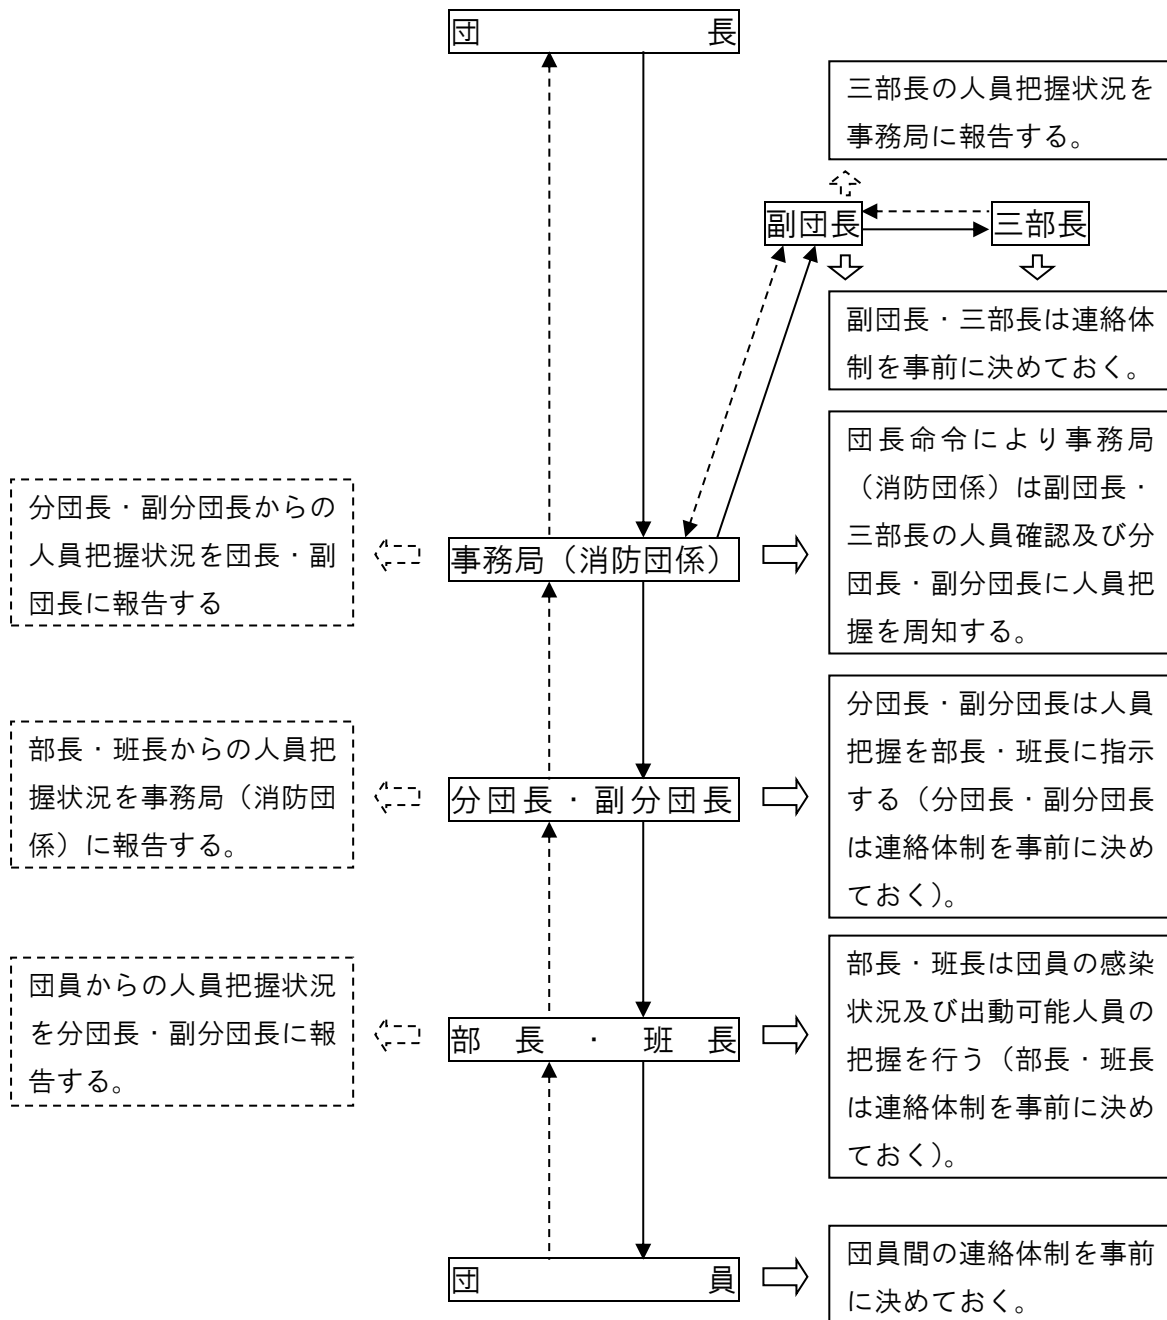 団長
三部長の人員把握状況を
事務局に報告する。
副団長
三部長
副団長・三部長は連絡体
制を事前に決めておく。
団長命令により事務局
（消防団係）は副団長・
三部長の人員確認及び分
団長・副分団長に人員把
握を周知する。
分団長・副分団長からの
人員把握状況を団長・副
団長に報告する
事務局（消防団係）
分団長・副分団長は人員
把握を部長・班長に指示
する（分団長・副分団長
は連絡体制を事前に決め
ておく）。
部長・班長からの人員把
握状況を事務局（消防団
係）に報告する。
分団長・副分団長
部長・班長は団員の感染
状況及び出動可能人員の
把握を行う（部長・班長
は連絡体制を事前に決め
ておく）。
団員からの人員把握状況
を分団長・副分団長に報
告する。
部長・班長
団員
団員間の連絡体制を事前
に決めておく。